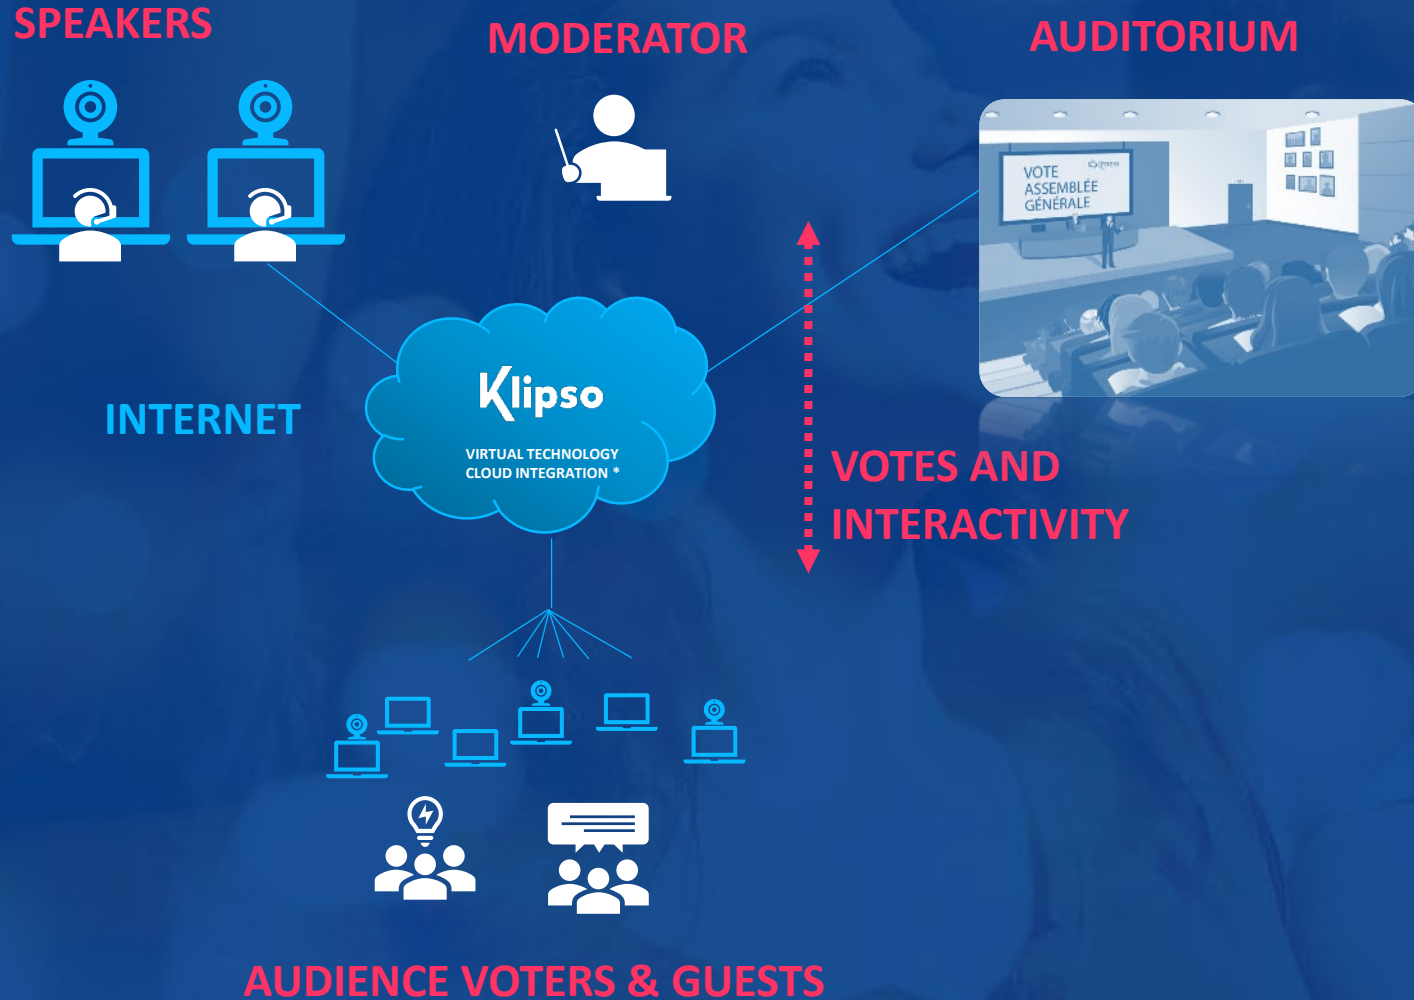 SPEAKERS
MODERATOR
AUDITORIUM
VOTE
ASSEMBLÉE
GÉNÉRALE
Klipso
VIRTUAL TECHNOLOGY
CLOUD INTEGRATION *
INTERNET
VOTES AND
INTERACTIVITY
AUDIENCE VOTERS & GUESTS